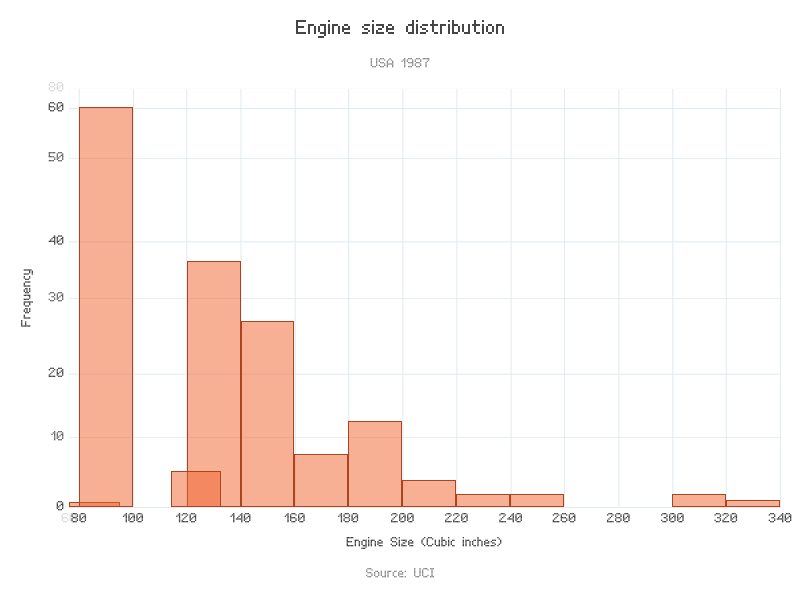 Engine size distribution
USA 1987
80
60
50
40
30
20
10
0
Frequency
80 100 120 140 160 180 200 220 240 260 280 300 320 340
Engine Size (Cubic inches)
Source: UCI